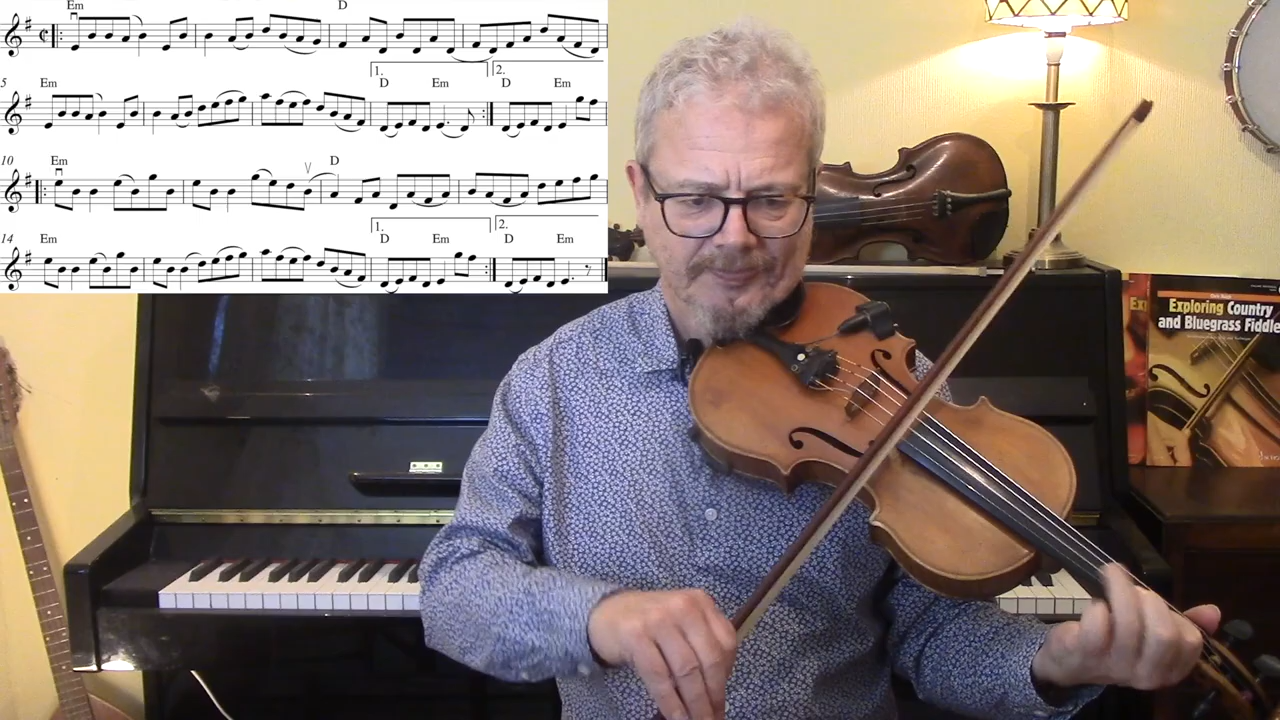 Em D
5 Em 1. D Em 2. D Em
10 Em D
14 Em 1. D Em 2. D Em
Exploring Country
and Bluegrass Fiddle